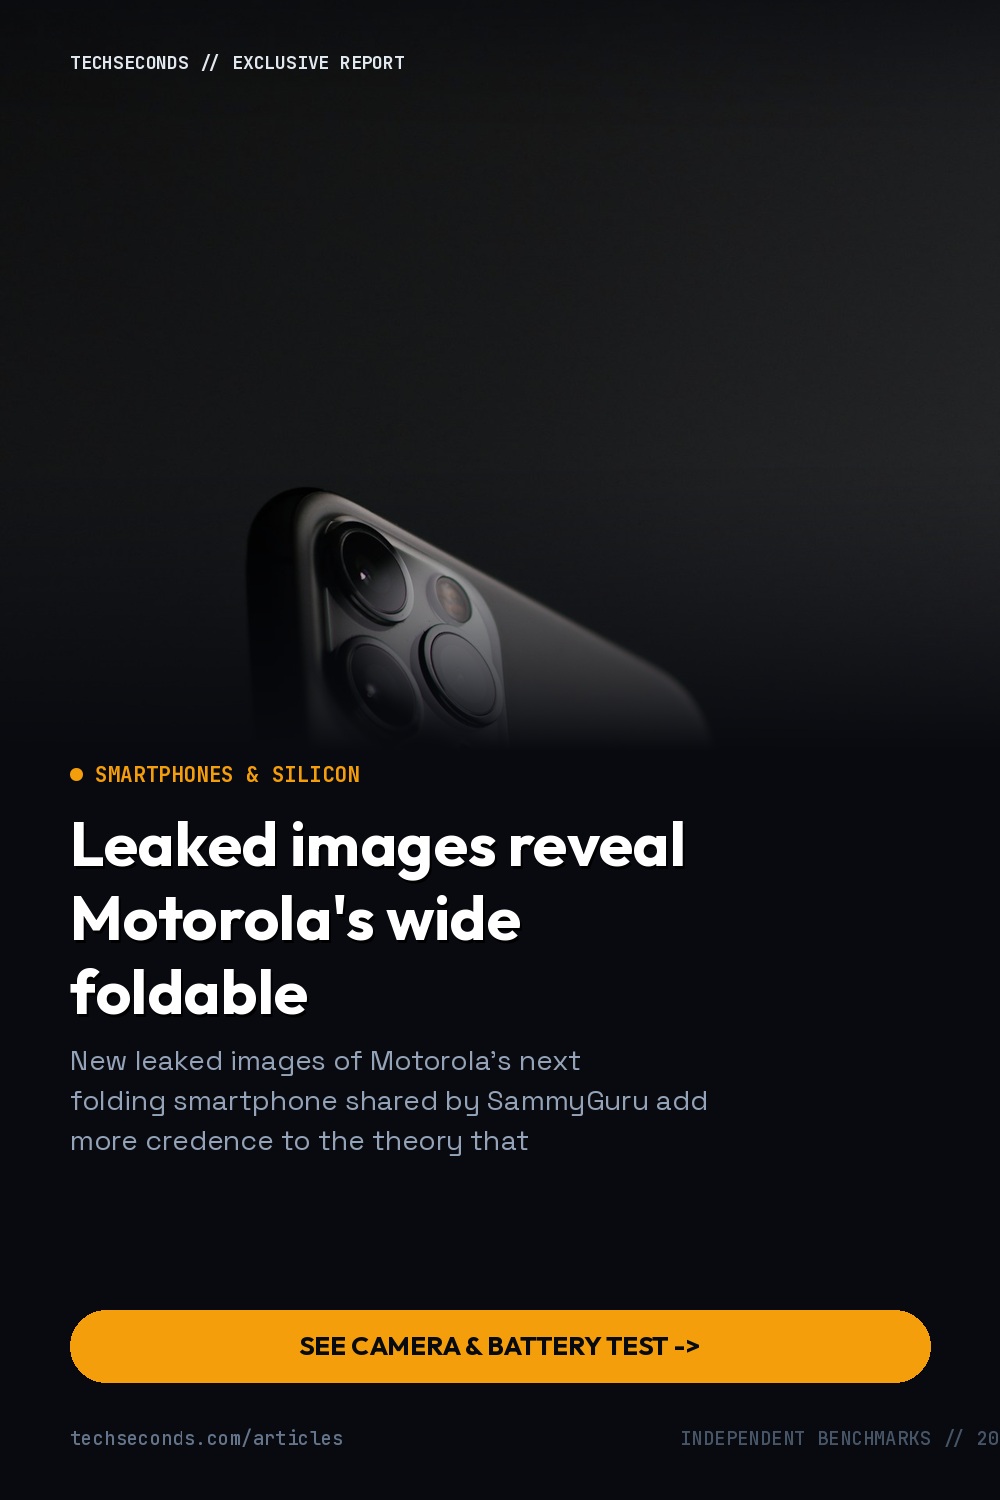 TECHSECONDS // EXCLUSIVE REPORT
SMARTPHONES & SILICON
Leaked images reveal
Motorola's wide
foldable
New leaked images of Motorola’s next
folding smartphone shared by SammyGuru add
more credence to the theory that
SEE CAMERA & BATTERY TEST ->
techseconds.com/articles
INDEPENDENT BENCHMARKS // 20